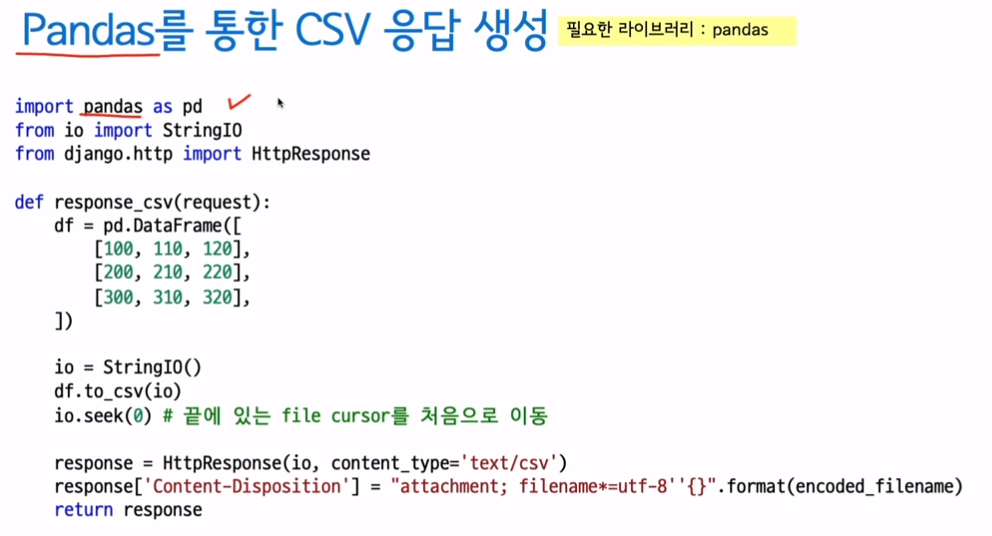 Pandas를 통한 CSV 응답 생성
필요한 라이브러리 : pandas
import pandas as pd
from io import StringIO
from django.http import HttpResponse
def response_csv(request):
    df = pd.DataFrame([
        [100, 110, 120],
        [200, 210, 220],
        [300, 310, 320],
    ])
    io = StringIO()
    df.to_csv(io)
    io.seek(0) # 끝에 있는 file cursor를 처음으로 이동
    response = HttpResponse(io, content_type='text/csv')
    response['Content-Disposition'] = "attachment; filename*=utf-8''{}".format(encoded_filename)
    return response